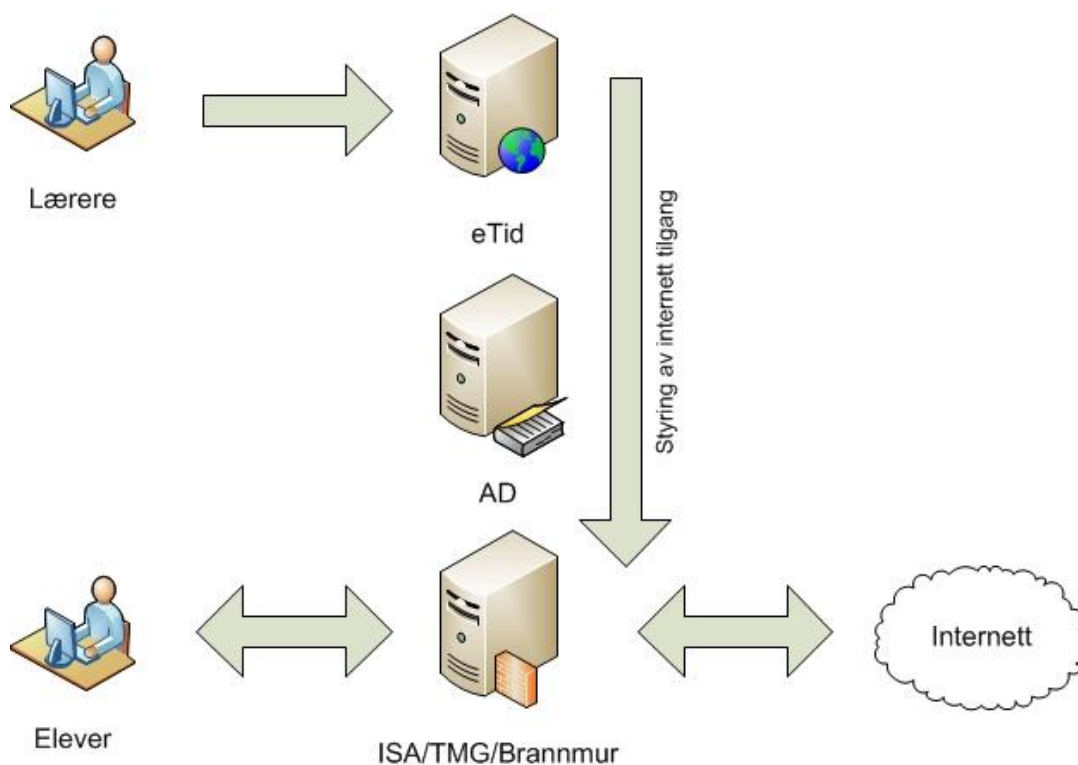 Lærere
eTid
Styring av internett tilgang
AD
Elever
ISA/TMG/Brannmur
Internett